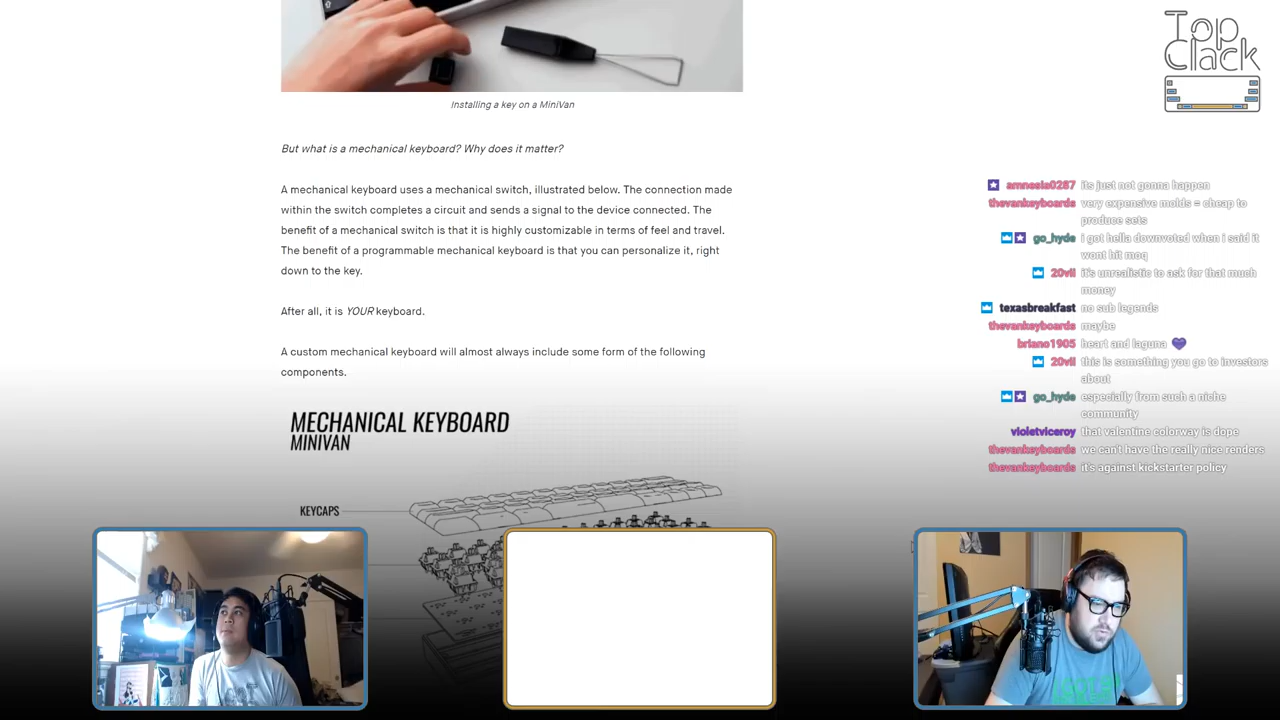 Top
Clack
Installing a key on a MiniVan
But what is a mechanical keyboard? Why does it matter?
A mechanical keyboard uses a mechanical switch, illustrated below. The connection made
within the switch completes a circuit and sends a signal to the device connected. The
benefit of a mechanical switch is that it is highly customizable in terms of feel and travel.
The benefit of a programmable mechanical keyboard is that you can personalize it, right
down to the key.
After all, it is YOUR keyboard.
A custom mechanical keyboard will almost always include some form of the following
components.
MECHANICAL KEYBOARD
MINIVAN
KEYCAPS
amnesia0287 its just not gonna happen
thevankeyboards very expensive molds = cheap to
produce sets
go_hyde i got hella downvoted when i said it
wont hit moq
20vii it's unrealistic to ask for that much
money
texasbreakfast no sub legends
thevankeyboards maybe
briano1905 heart and laguna
20vii this is something you go to investors
about
go_hyde especially from such a niche
community
violetviceroy that valentine colorway is dope
thevankeyboards we can't have the really nice renders
thevankeyboards it's against kickstarter policy